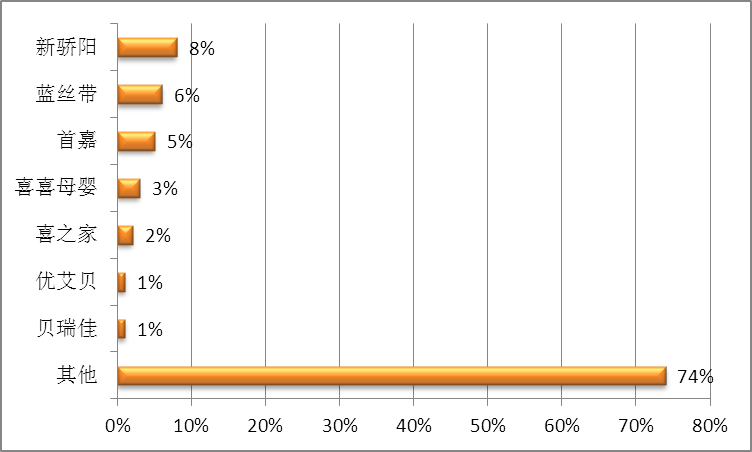 新骄阳 8%
蓝丝带 6%
首嘉 5%
喜喜母婴 3%
喜之家 2%
优艾贝 1%
贝瑞佳 1%
其他 74%
0% 10% 20% 30% 40% 50% 60% 70% 80%